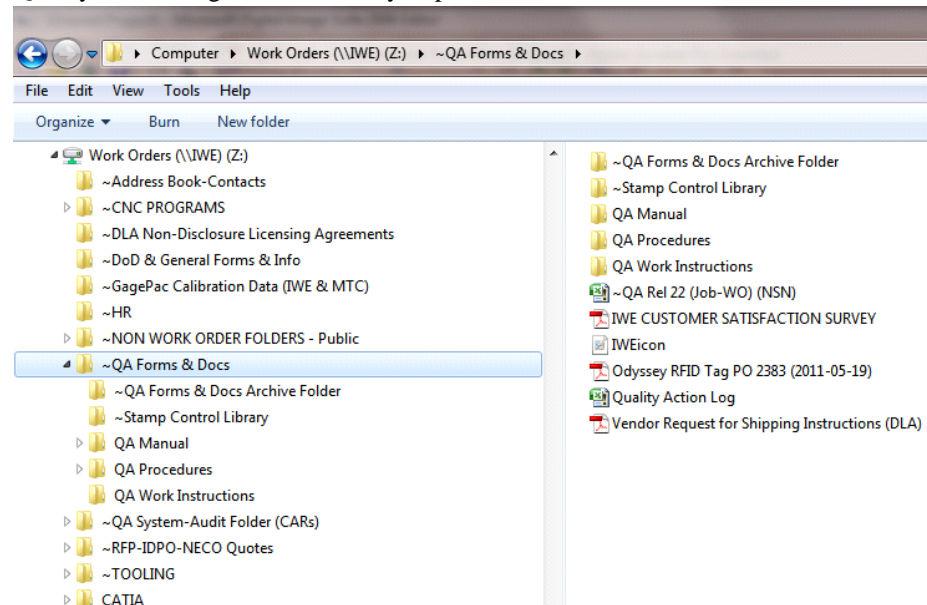 Computer ▸ Work Orders (\\IWE) (Z:) ▸ ~QA Forms & Docs ▸
File Edit View Tools Help
Organize ▾ Burn New folder
Work Orders (\\IWE) (Z:)
~Address Book-Contacts
~CNC PROGRAMS
~DLA Non-Disclosure Licensing Agreements
~DoD & General Forms & Info
~GagePac Calibration Data (IWE & MTC)
~HR
~NON WORK ORDER FOLDERS - Public
~QA Forms & Docs
~QA Forms & Docs Archive Folder
~Stamp Control Library
QA Manual
QA Procedures
QA Work Instructions
~QA System-Audit Folder (CARs)
~RFP-IDPO-NECO Quotes
~TOOLING
CATIA
~QA Forms & Docs Archive Folder
~Stamp Control Library
QA Manual
QA Procedures
QA Work Instructions
~QA Rel 22 (Job-WO) (NSN)
IWE CUSTOMER SATISFACTION SURVEY
IWEicon
Odyssey RFID Tag PO 2383 (2011-05-19)
Quality Action Log
Vendor Request for Shipping Instructions (DLA)